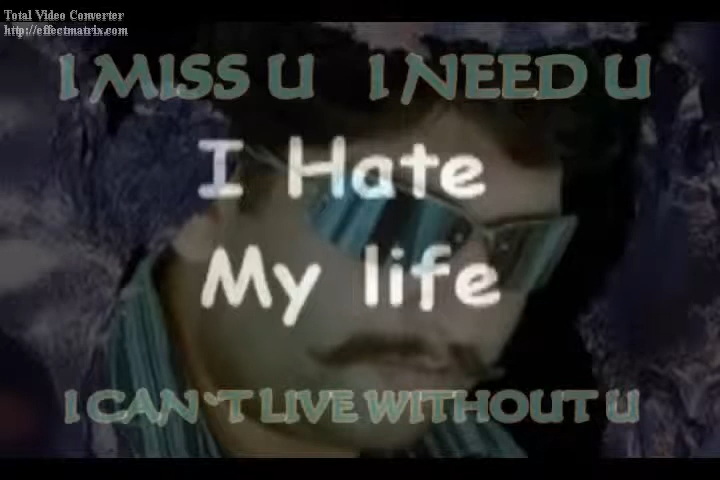 Total Video Converter
http://effectmatrix.com
I MISS U I NEED U
I Hate
My life
I CAN'T LIVE WITHOUT U